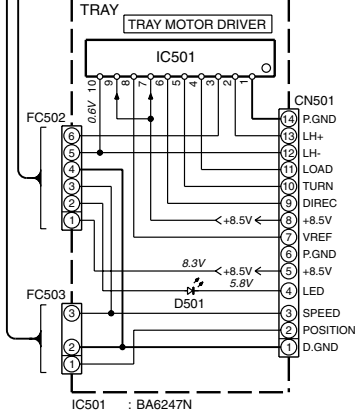 TRAY
TRAY MOTOR DRIVER
IC501
10 9 8 7 6 5 4 3 2 1
0.6V
CN501
FC502
14 P.GND
6 13 LH+
5 12 LH-
4 11 LOAD
3 10 TURN
2 9 DIREC
1 +8.5V 8 +8.5V
7 VREF
6 P.GND
8.3V +8.5V 5 +8.5V
5.8V
FC503 4 LED
D501
3 3 SPEED
2 POSITION
2 1 D.GND
1
IC501 : BA6247N